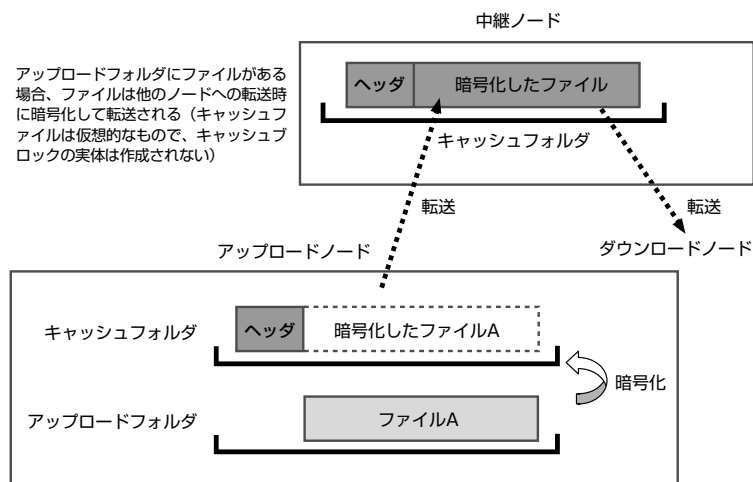 中継ノード
アップロードフォルダにファイルがある
場合、ファイルは他のノードへの転送時
に暗号化して転送される（キャッシュフ
ァイルは仮想的なもので、キャッシュブ
ロックの実体は作成されない）
ヘッダ 暗号化したファイル
キャッシュフォルダ
転送 転送
アップロードノード ダウンロードノード
キャッシュフォルダ ヘッダ 暗号化したファイルA
暗号化
アップロードフォルダ ファイルA